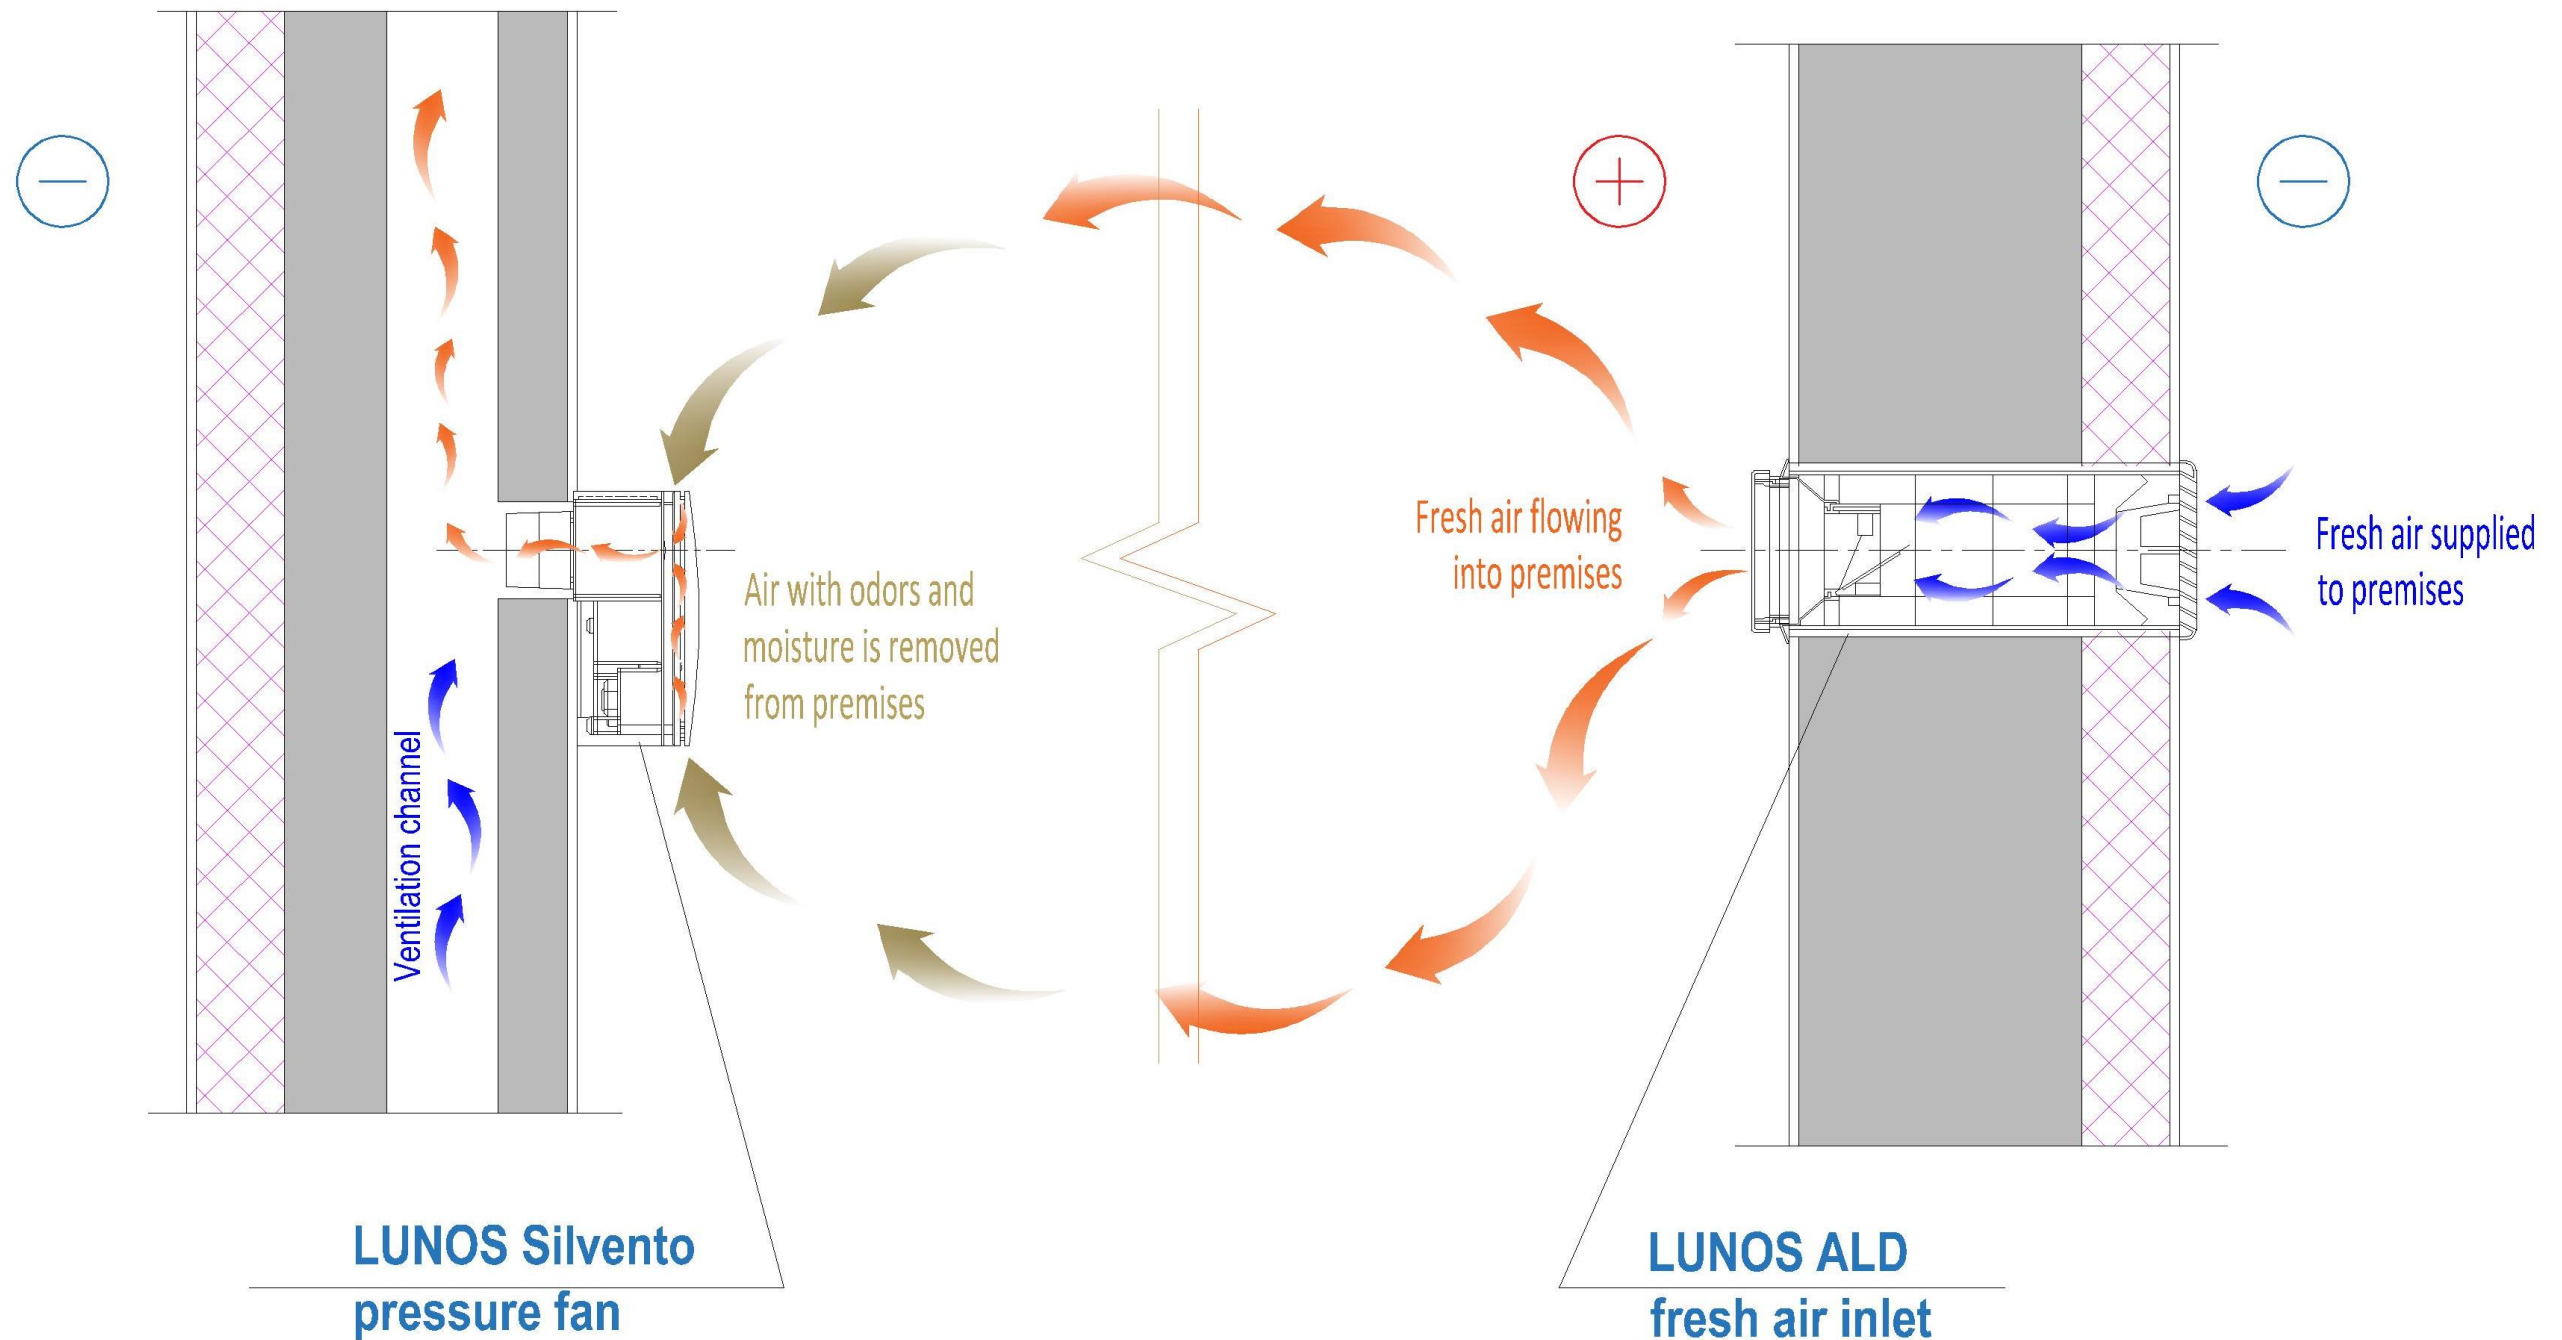 Fresh air flowing
into premises
Fresh air supplied
to premises
Air with odors and
moisture is removed
from premises
Ventilation channel
LUNOS Silvento
pressure fan
LUNOS ALD
fresh air inlet